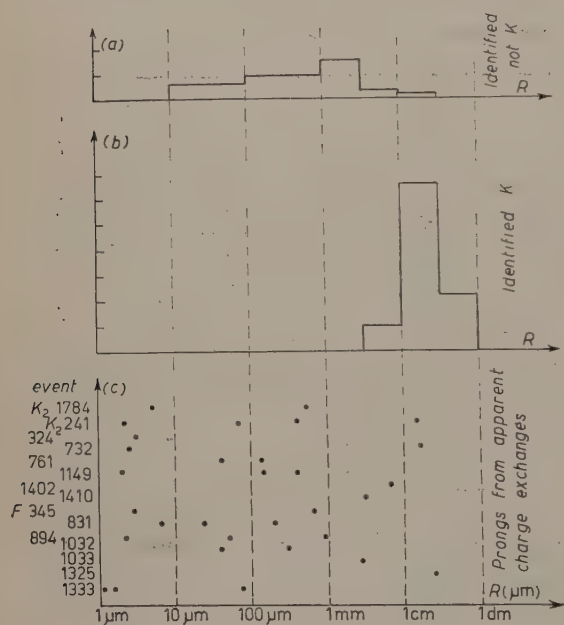 (a)
Identified
not K
R
(b)
Identified K
R
event (c)
K₂ 1784
K₂ 241
324
732
761
1149
1402
1410
F 345
831
894
1032
1033
1325
1333
Prongs from apparent
charge exchanges
R(μm)
1μm 10μm 100μm 1mm 1cm 1dm